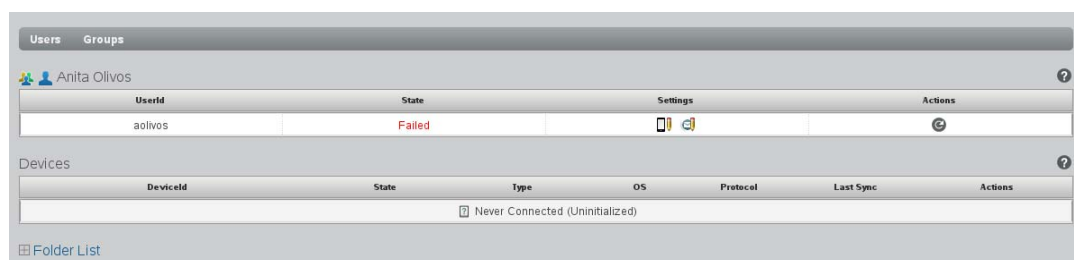 Users Groups
Anita Olivos ?
UserId State Settings Actions
aolivos Failed
Devices ?
DeviceId State Type OS Protocol Last Sync Actions
? Never Connected (Uninitialized)
Folder List